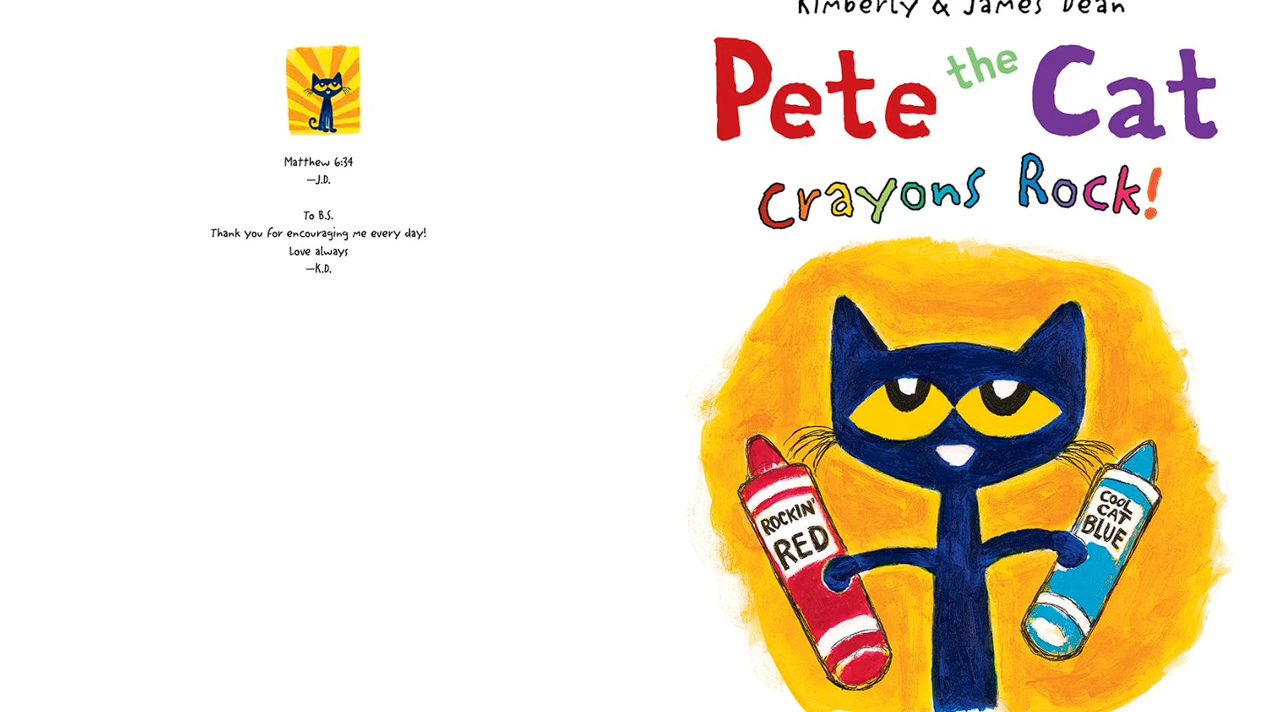 Matthew 6:34
—J.D.
To B.S.
Thank you for encouraging me every day!
Love always
—K.D.
Kimberly & James Dean
Pete the Cat
Crayons Rock!
ROCKIN'
RED
COOL
CAT
BLUE